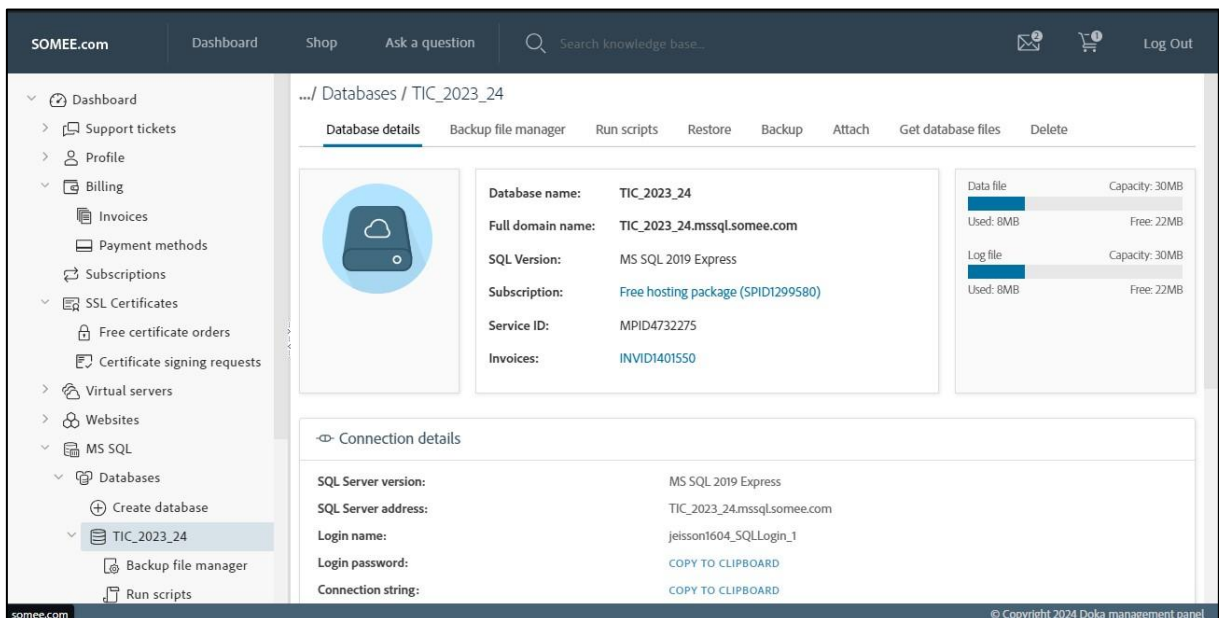 SOMEE.com Dashboard Shop Ask a question Search knowledge base... 2 1 Log Out
Dashboard
Support tickets
Profile
Billing
Invoices
Payment methods
Subscriptions
SSL Certificates
Free certificate orders
Certificate signing requests
Virtual servers
Websites
MS SQL
Databases
Create database
TIC_2023_24
Backup file manager
Run scripts
.../ Databases / TIC_2023_24
Database details Backup file manager Run scripts Restore Backup Attach Get database files Delete
Database name: TIC_2023_24
Full domain name: TIC_2023_24.mssql.somee.com
SQL Version: MS SQL 2019 Express
Subscription: Free hosting package (SPID1299580)
Service ID: MPID4732275
Invoices: INVID1401550
Data file Capacity: 30MB
Used: 8MB Free: 22MB
Log file Capacity: 30MB
Used: 8MB Free: 22MB
Connection details
SQL Server version: MS SQL 2019 Express
SQL Server address: TIC_2023_24.mssql.somee.com
Login name: jeisson1604_SQLLogin_1
Login password: COPY TO CLIPBOARD
Connection string: COPY TO CLIPBOARD
somee.com © Copyright 2024 Doka management panel